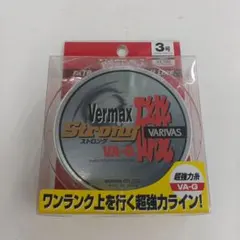 3号
Vermax
磯
Strong
VARIVAS
ストロング
VA-G
超強力糸
VA-G
ワンランク上を行く超強力ライン!